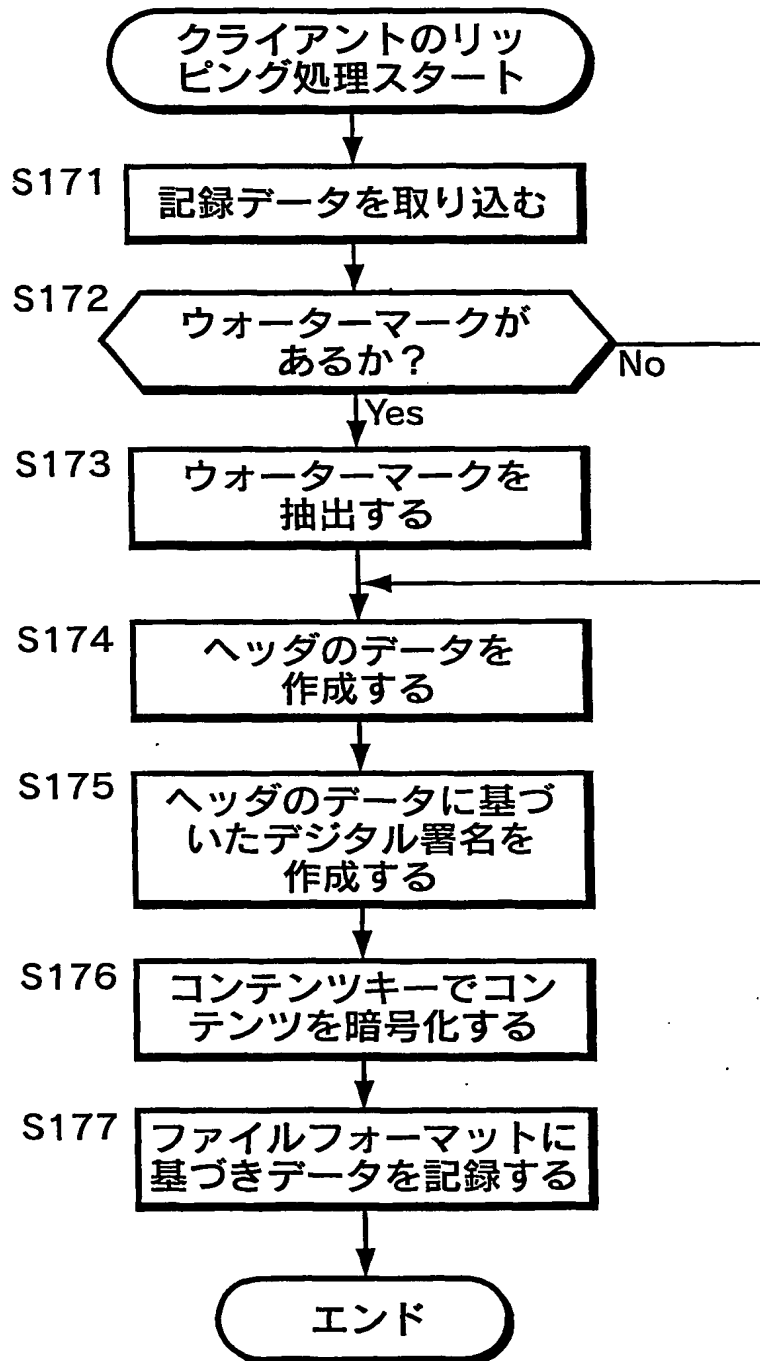 クライアントのリッ
ピング処理スタート
S171
記録データを取り込む
S172
ウォーターマークが
あるか？
No
Yes
S173
ウォーターマークを
抽出する
S174
ヘッダのデータを
作成する
S175
ヘッダのデータに基づ
いたデジタル署名を
作成する
S176
コンテンツキーでコン
テンツを暗号化する
S177
ファイルフォーマットに
基づきデータを記録する
エンド